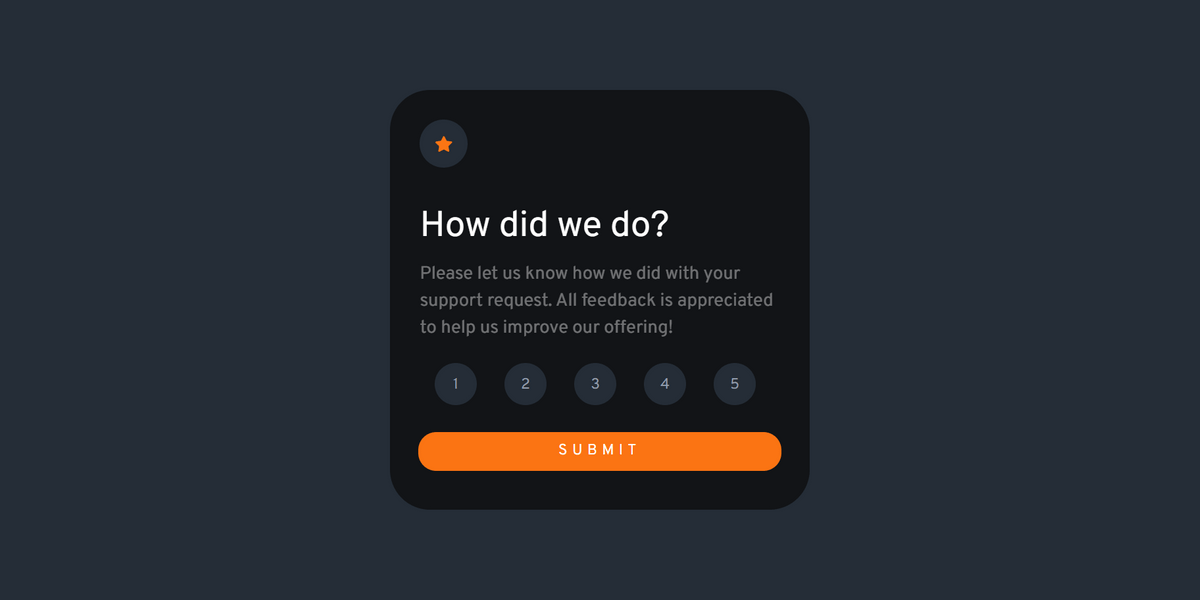 How did we do?
Please let us know how we did with your
support request. All feedback is appreciated
to help us improve our offering!
1 2 3 4 5
SUBMIT